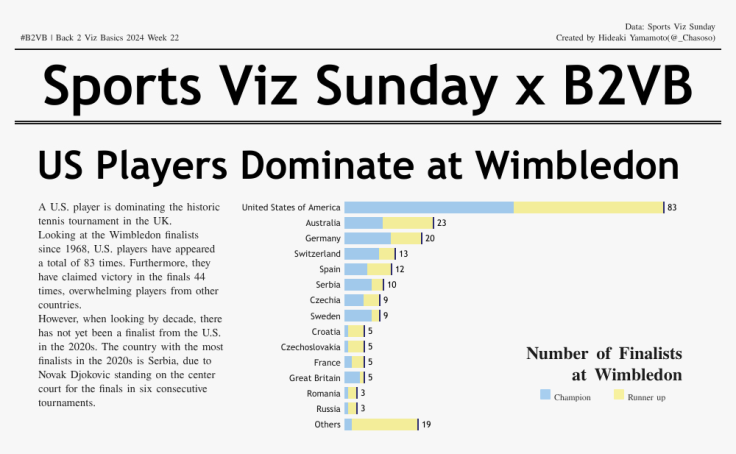 Data: Sports Viz Sunday
#B2VB | Back 2 Viz Basics 2024 Week 22
Created by Hideaki Yamamoto(@_Chasoso)
Sports Viz Sunday x B2VB
US Players Dominate at Wimbledon
A U.S. player is dominating the historic
tennis tournament in the UK.
Looking at the Wimbledon finalists
since 1968, U.S. players have appeared
a total of 83 times. Furthermore, they
have claimed victory in the finals 44
times, overwhelming players from other
countries.
However, when looking by decade, there
has not yet been a finalist from the U.S.
in the 2020s. The country with the most
finalists in the 2020s is Serbia, due to
Novak Djokovic standing on the center
court for the finals in six consecutive
tournaments.
United States of America 83
Australia 23
Germany 20
Switzerland 13
Spain 12
Serbia 10
Czechia 9
Sweden 9
Croatia 5
Czechoslovakia 5
France 5
Great Britain 5
Romania 3
Russia 3
Others 19
Number of Finalists
at Wimbledon
Champion Runner up